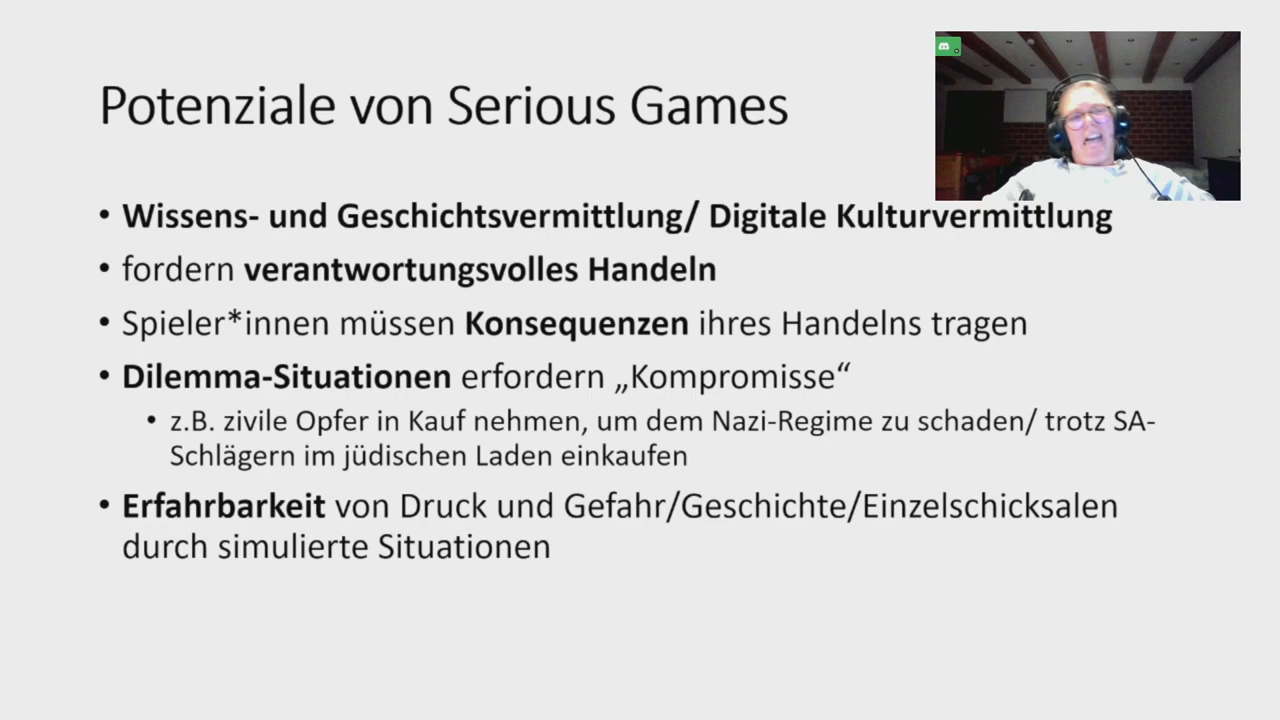 Potenziale von Serious Games
• Wissens- und Geschichtsvermittlung/ Digitale Kulturvermittlung
• fordern verantwortungsvolles Handeln
• Spieler*innen müssen Konsequenzen ihres Handelns tragen
• Dilemma-Situationen erfordern „Kompromisse“
• z.B. zivile Opfer in Kauf nehmen, um dem Nazi-Regime zu schaden/ trotz SA-
Schlägern im jüdischen Laden einkaufen
• Erfahrbarkeit von Druck und Gefahr/Geschichte/Einzelschicksalen
durch simulierte Situationen